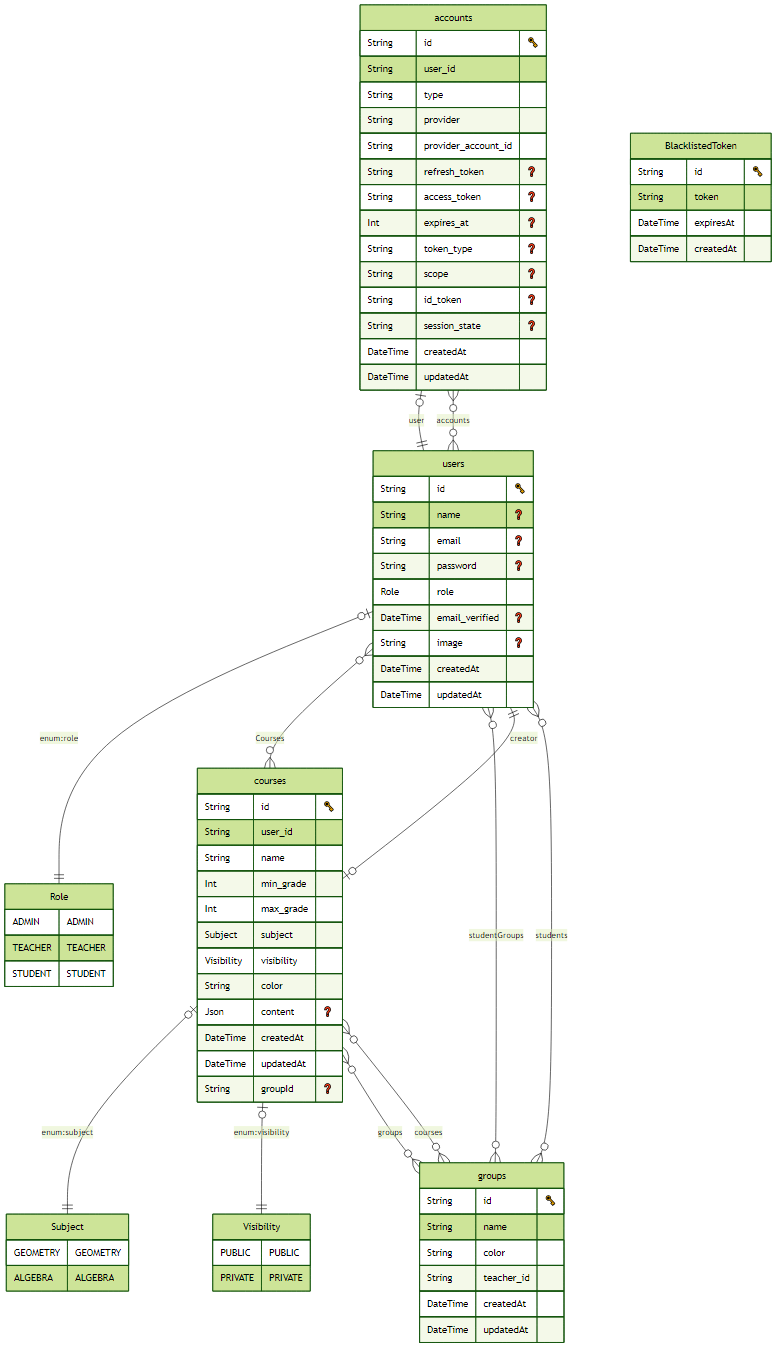 accounts
String id
String user_id
String type
String provider
String provider_account_id
String refresh_token
String access_token
Int expires_at
String token_type
String scope
String id_token
String session_state
DateTime createdAt
DateTime updatedAt
BlacklistedToken
String id
String token
DateTime expiresAt
DateTime createdAt
user
accounts
users
String id
String name
String email
String password
Role role
DateTime email_verified
String image
DateTime createdAt
DateTime updatedAt
enum:role
Courses
creator
courses
String id
String user_id
String name
Int min_grade
Int max_grade
Subject subject
Visibility visibility
String color
Json content
DateTime createdAt
DateTime updatedAt
String groupId
Role
ADMIN ADMIN
TEACHER TEACHER
STUDENT STUDENT
studentGroups
students
enum:subject
enum:visibility
groups
courses
Subject
GEOMETRY GEOMETRY
ALGEBRA ALGEBRA
Visibility
PUBLIC PUBLIC
PRIVATE PRIVATE
groups
String id
String name
String color
String teacher_id
DateTime createdAt
DateTime updatedAt